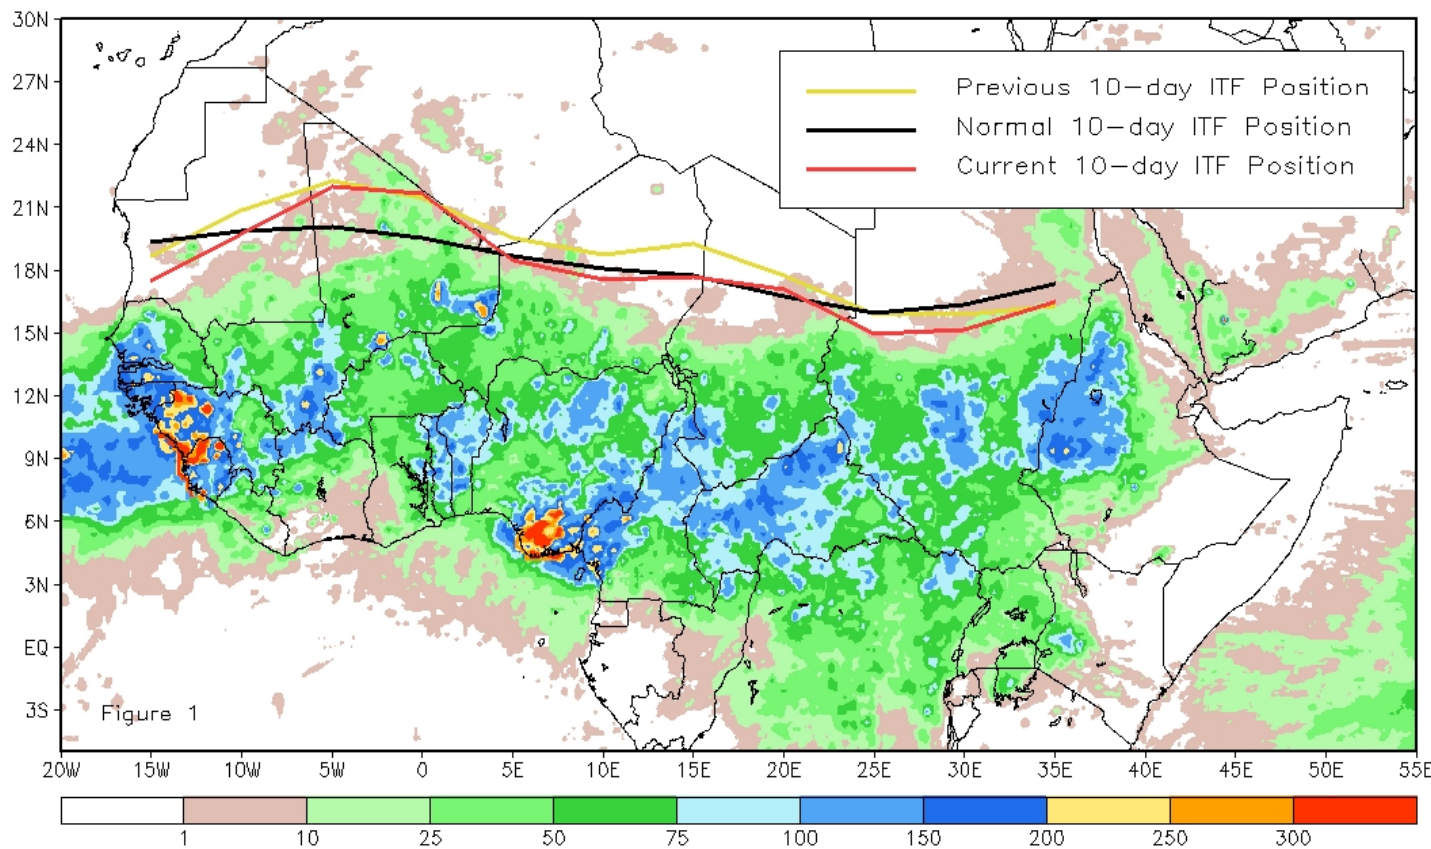 30N
27N
24N
21N
18N
15N
12N
9N
6N
3N
EQ
3S
Previous 10-day ITF Position
Normal 10-day ITF Position
Current 10-day ITF Position
Figure 1
20W 15W 10W 5W 0 5E 10E 15E 20E 25E 30E 35E 40E 45E 50E 55E
1 10 25 50 75 100 150 200 250 300